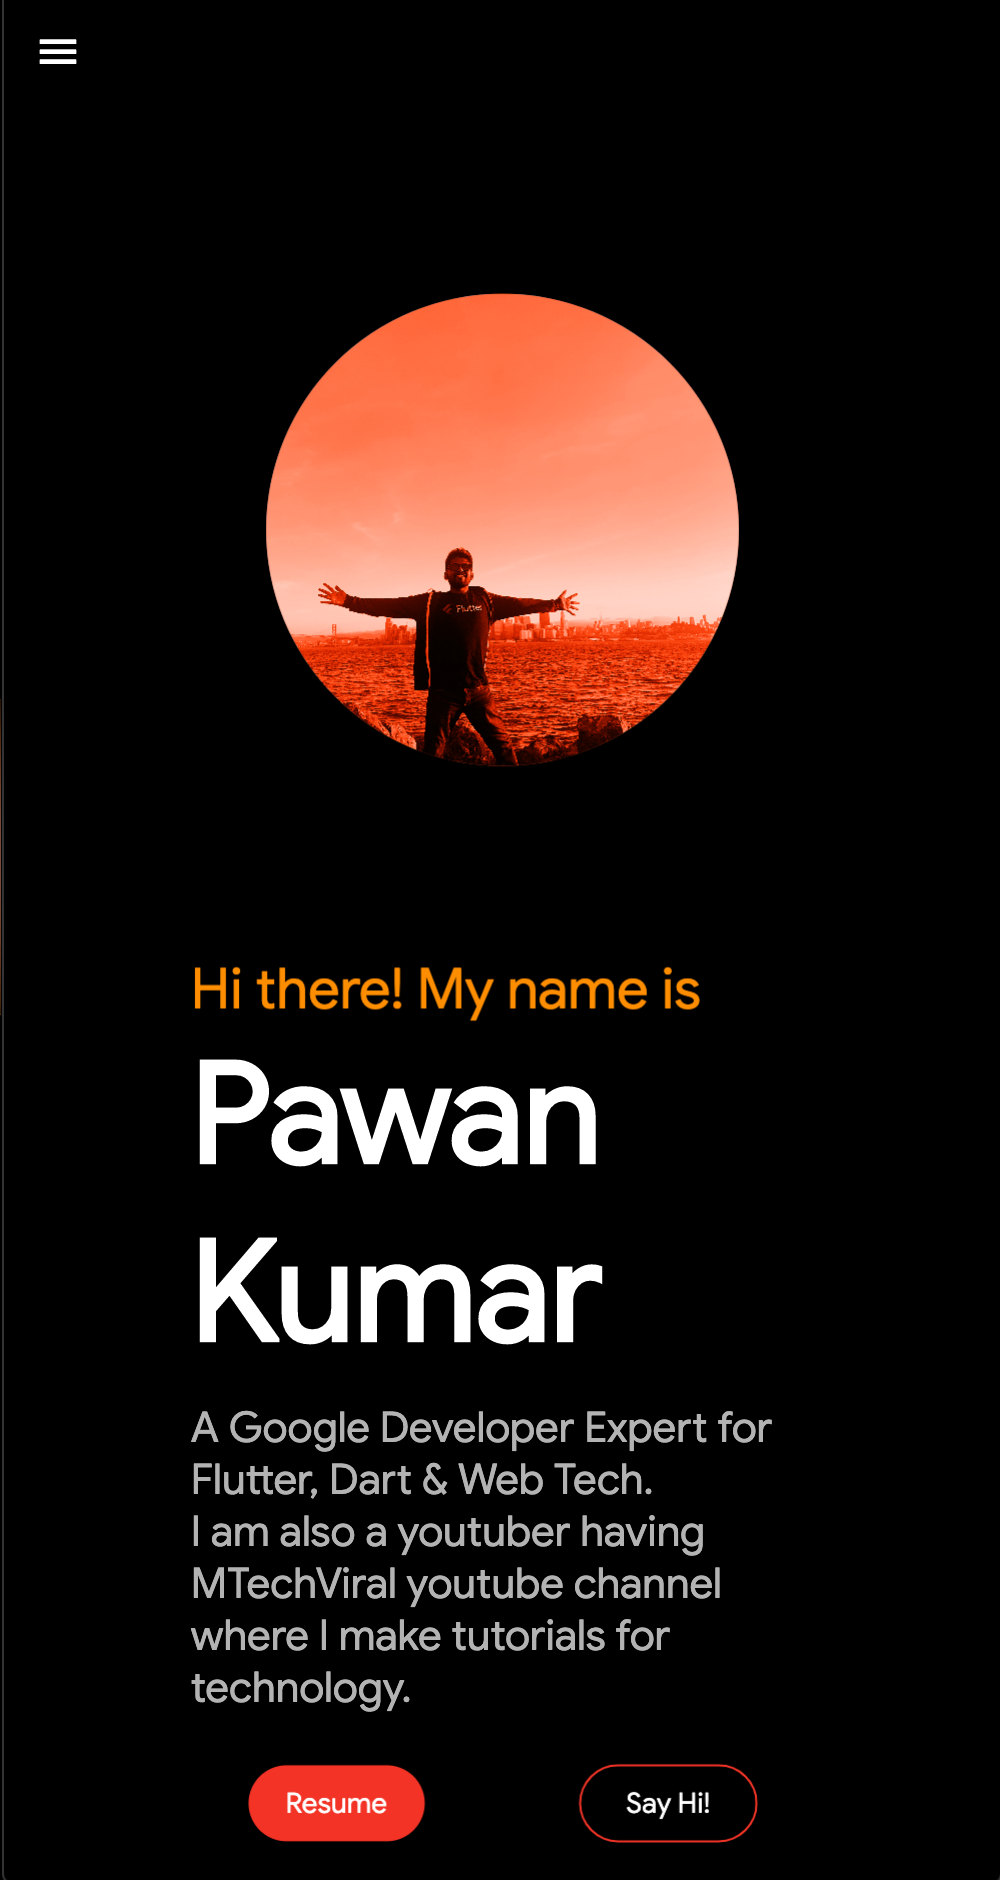 Flutter
Hi there! My name is
Pawan
Kumar
A Google Developer Expert for
Flutter, Dart & Web Tech.
I am also a youtuber having
MTechViral youtube channel
where I make tutorials for
technology.
Resume
Say Hi!